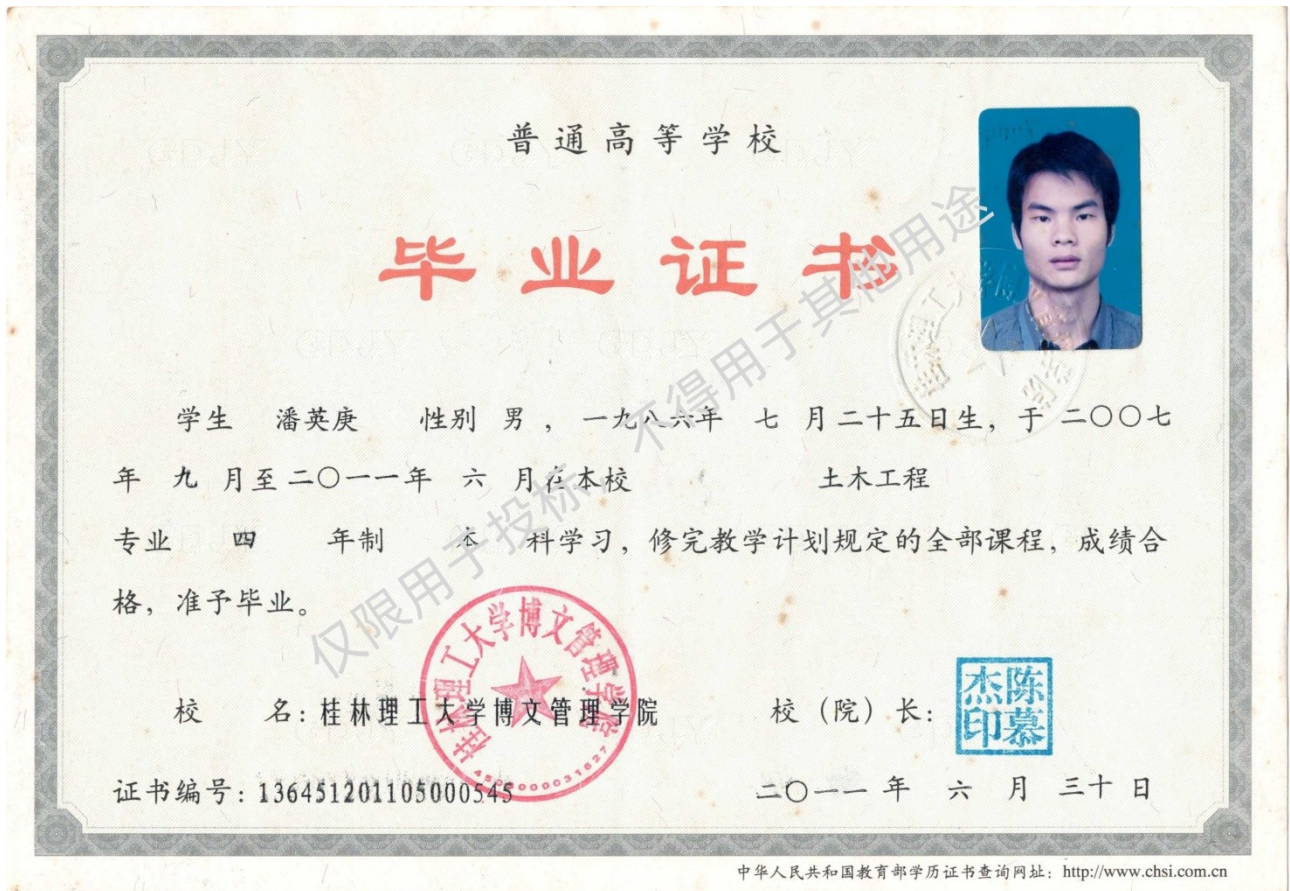 普通高等学校
毕业证书
学生 潘英庚 性别 男 ，一九八六年 七 月二十五日生，于 二〇〇七
年 九 月至二〇一一年 六 月在本校 土木工程
专业 四 年制 本 科学习，修完教学计划规定的全部课程，成绩合
格，准予毕业。
校 名：桂林理工大学博文管理学院 校（院）长：
陈慕杰印
桂林理工大学博文管理学院
4503000031627
证书编号：136451201105000545 二〇一一年 六 月 三十 日
中华人民共和国教育部学历证书查询网址：http://www.chsi.com.cn
仅限用于投标，不得用于其他用途